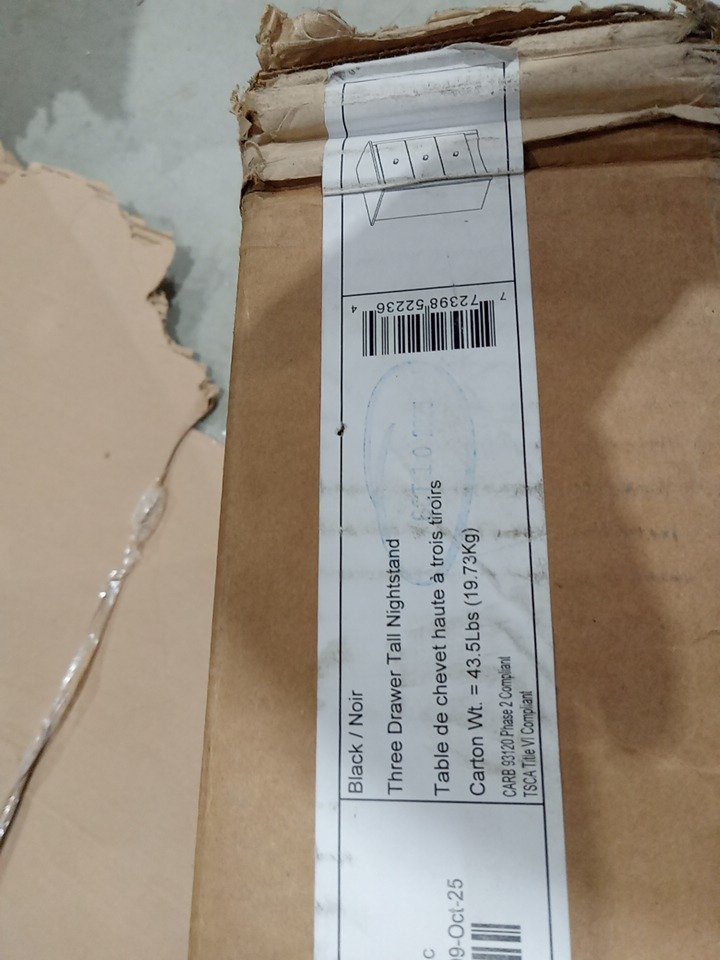 7 72398 52236 4
Black / Noir
Three Drawer Tall Nightstand
Table de chevet haute à trois tiroirs
Carton Wt. = 43.5Lbs (19.73Kg)
CARB 93120 Phase 2 Compliant
TSCA Title VI Compliant
c
9-Oct-25